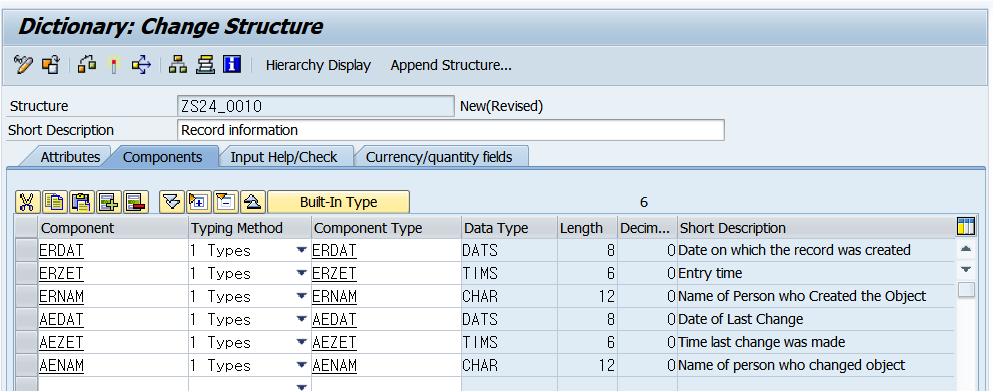 Dictionary: Change Structure
Hierarchy Display Append Structure...
Structure ZS24_0010 New(Revised)
Short Description Record information
Attributes Components Input Help/Check Currency/quantity fields
Built-In Type 6
Component Typing Method Component Type Data Type Length Decim... Short Description
ERDAT 1 Types ERDAT DATS 8 0 Date on which the record was created
ERZET 1 Types ERZET TIMS 6 0 Entry time
ERNAM 1 Types ERNAM CHAR 12 0 Name of Person who Created the Object
AEDAT 1 Types AEDAT DATS 8 0 Date of Last Change
AEZET 1 Types AEZET TIMS 6 0 Time last change was made
AENAM 1 Types AENAM CHAR 12 0 Name of person who changed object